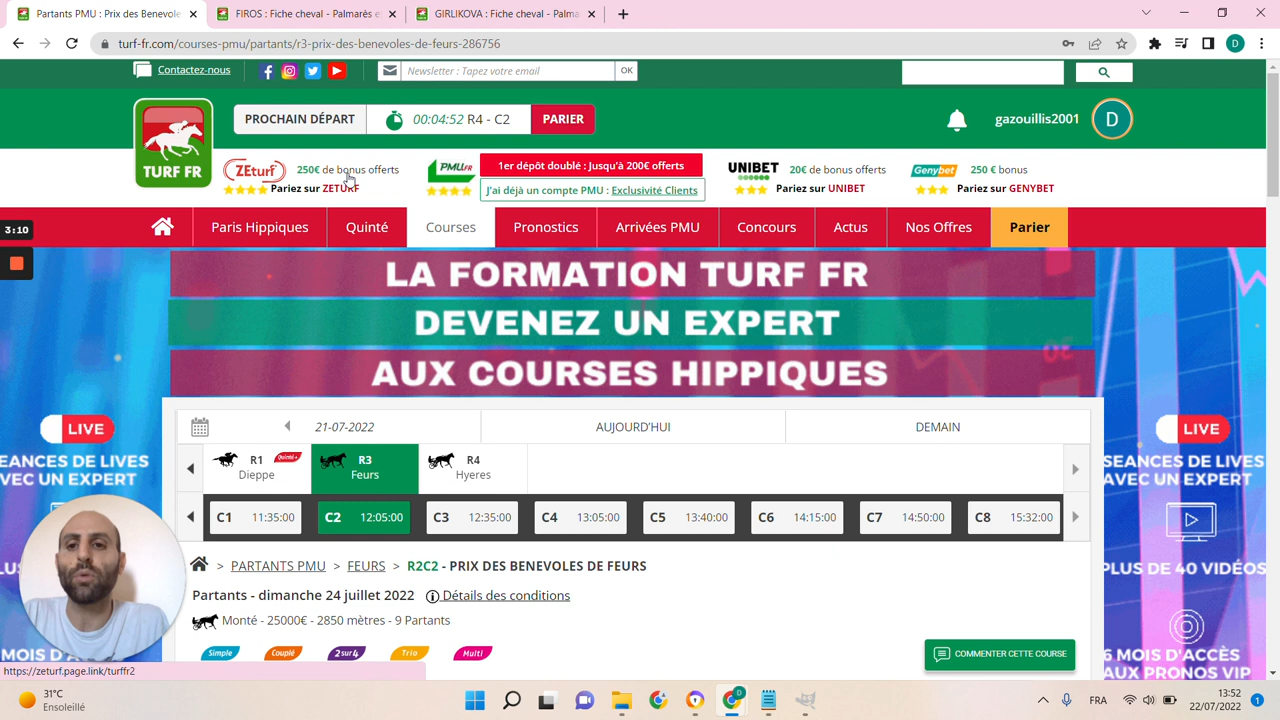 Partants PMU : Prix des Benevole
FIROS : Fiche cheval - Palmarès e
GIRLIKOVA : Fiche cheval - Palma
turf-fr.com/courses-pmu/partants/r3-prix-des-benevoles-de-feurs-286756
D
Contactez-nous
Newsletter : Tapez votre email
OK
PROCHAIN DÉPART
00:04:52 R4 - C2
PARIER
gazouillis2001
D
TURF FR
ZEturf
250€ de bonus offerts
Pariez sur ZETURF
PMU.FR
1er dépôt doublé : Jusqu'à 200€ offerts
J'ai déjà un compte PMU : Exclusivité Clients
UNIBET
20€ de bonus offerts
Pariez sur UNIBET
Genybet
250 € bonus
Pariez sur GENYBET
3:10
Paris Hippiques
Quinté
Courses
Pronostics
Arrivées PMU
Concours
Actus
Nos Offres
Parier
LA FORMATION TURF FR
DEVENEZ UN EXPERT
AUX COURSES HIPPIQUES
LIVE
SEANCES DE LIVES
AVEC UN EXPERT
PLUS DE 40 VIDÉOS
6 MOIS D'ACCÈS
AUX PRONOS VIP
LIVE
EANCES DE LIVES
VEC UN EXPERT
21-07-2022
AUJOURD'HUI
DEMAIN
R1
Quinté+
Dieppe
R3
Feurs
R4
Hyeres
C1 11:35:00
C2 12:05:00
C3 12:35:00
C4 13:05:00
C5 13:40:00
C6 14:15:00
C7 14:50:00
C8 15:32:00
> PARTANTS PMU > FEURS > R2C2 - PRIX DES BENEVOLES DE FEURS
Partants - dimanche 24 juillet 2022
Détails des conditions
Monté - 25000€ - 2850 mètres - 9 Partants
Simple
Couplé
2sur4
Trio
Multi
COMMENTER CETTE COURSE
https://zeturf.page.link/turffr2
31°C
Ensoleillé
D
FRA
13:52
22/07/2022
1